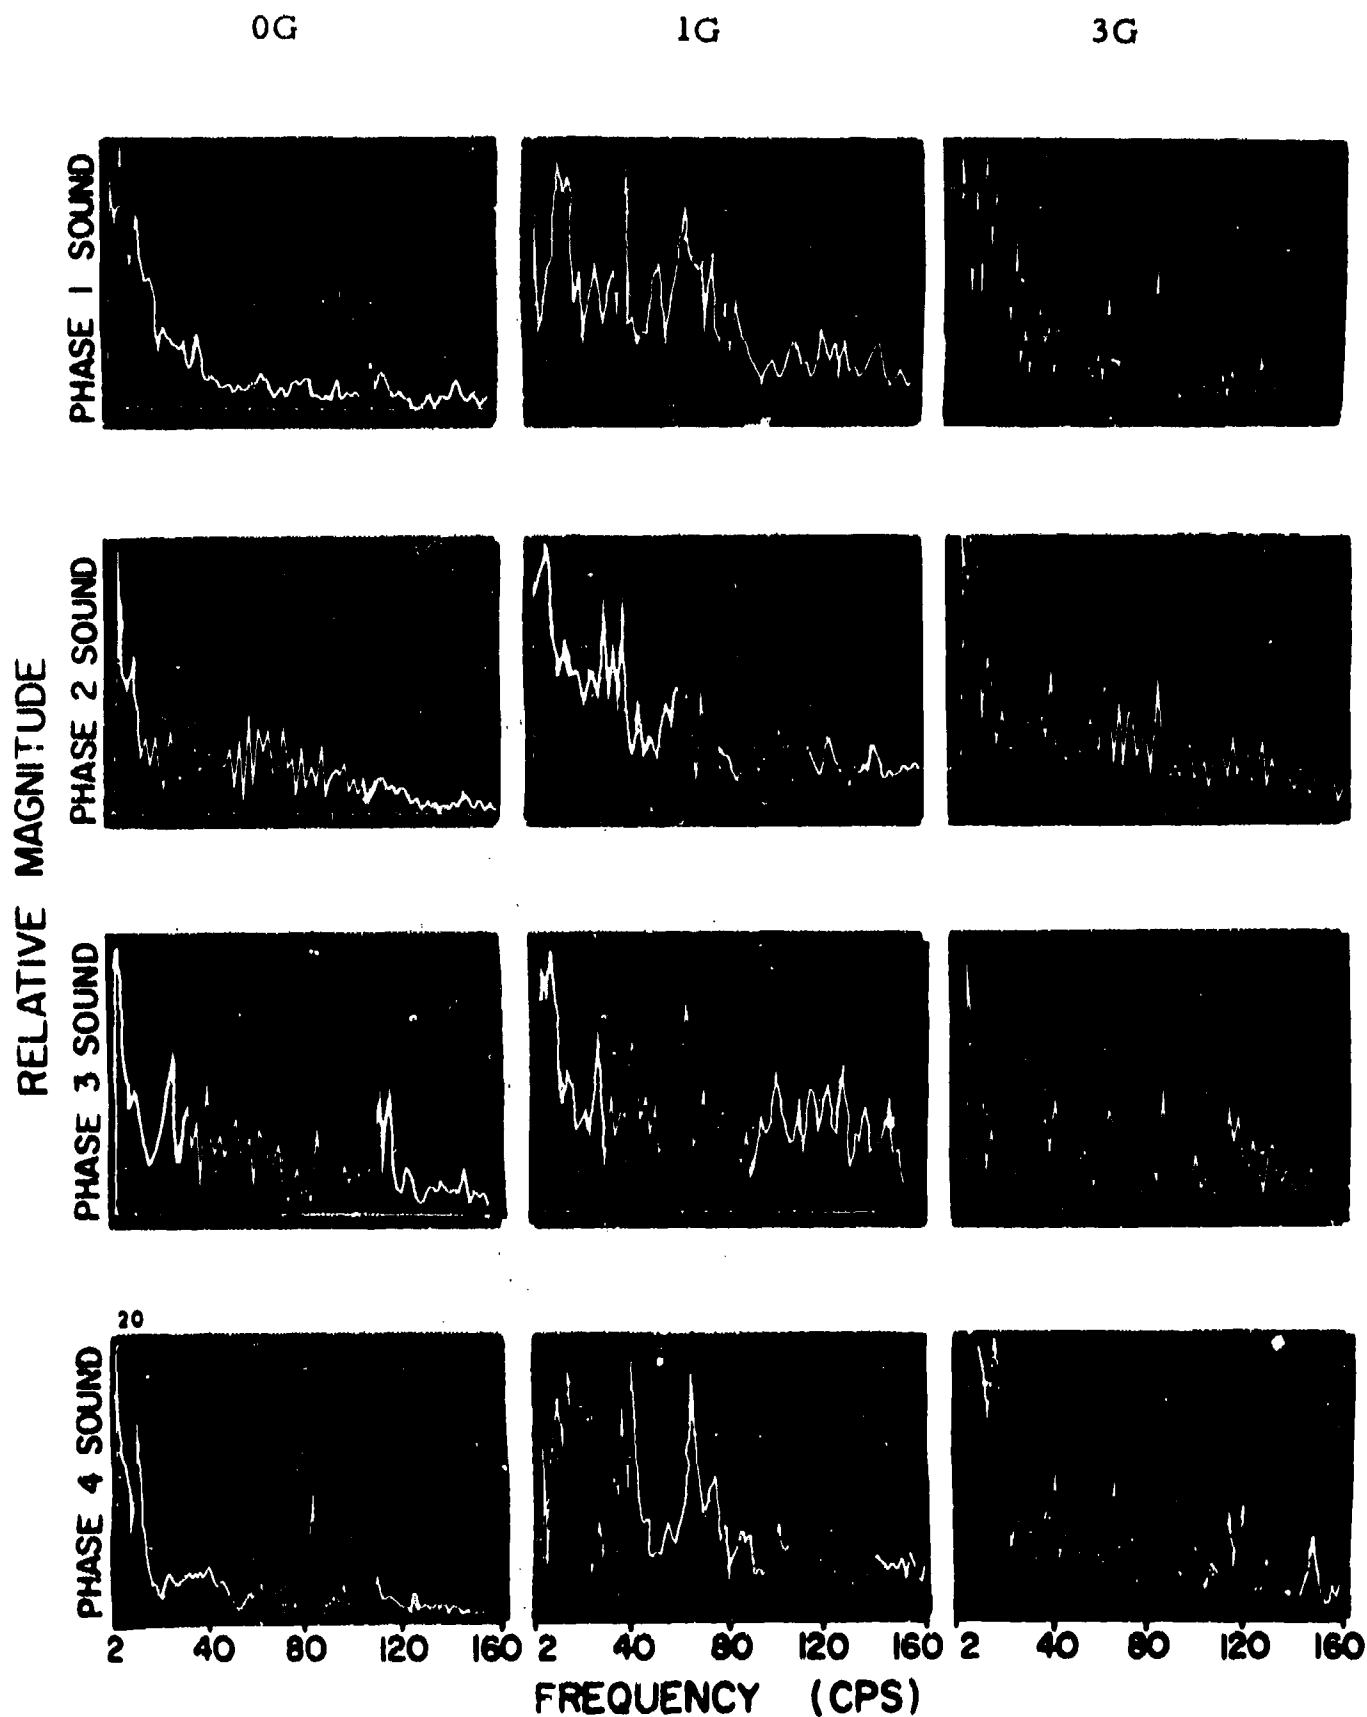 0G 1G 3G
RELATIVE MAGNITUDE
PHASE 1 SOUND
PHASE 2 SOUND
PHASE 3 SOUND
20
PHASE 4 SOUND
2 40 80 120 160 2 40 80 120 160 2 40 80 120 160
FREQUENCY (CPS)